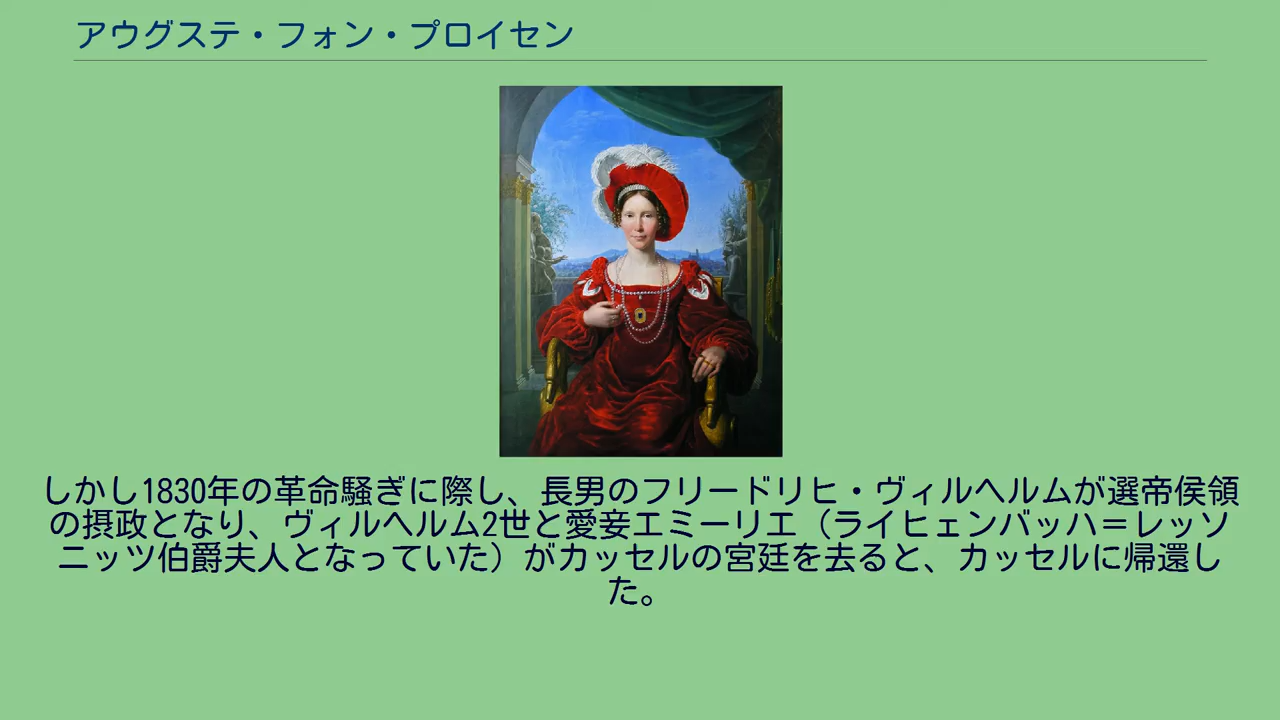 アウグステ・フォン・プロイセン
しかし1830年の革命騒ぎに際し、長男のフリードリヒ・ヴィルヘルムが選帝侯領
の摂政となり、ヴィルヘルム2世と愛妾エミーリエ（ライヒェンバッハ＝レッソ
ニッツ伯爵夫人となっていた）がカッセルの宮廷を去ると、カッセルに帰還し
た。